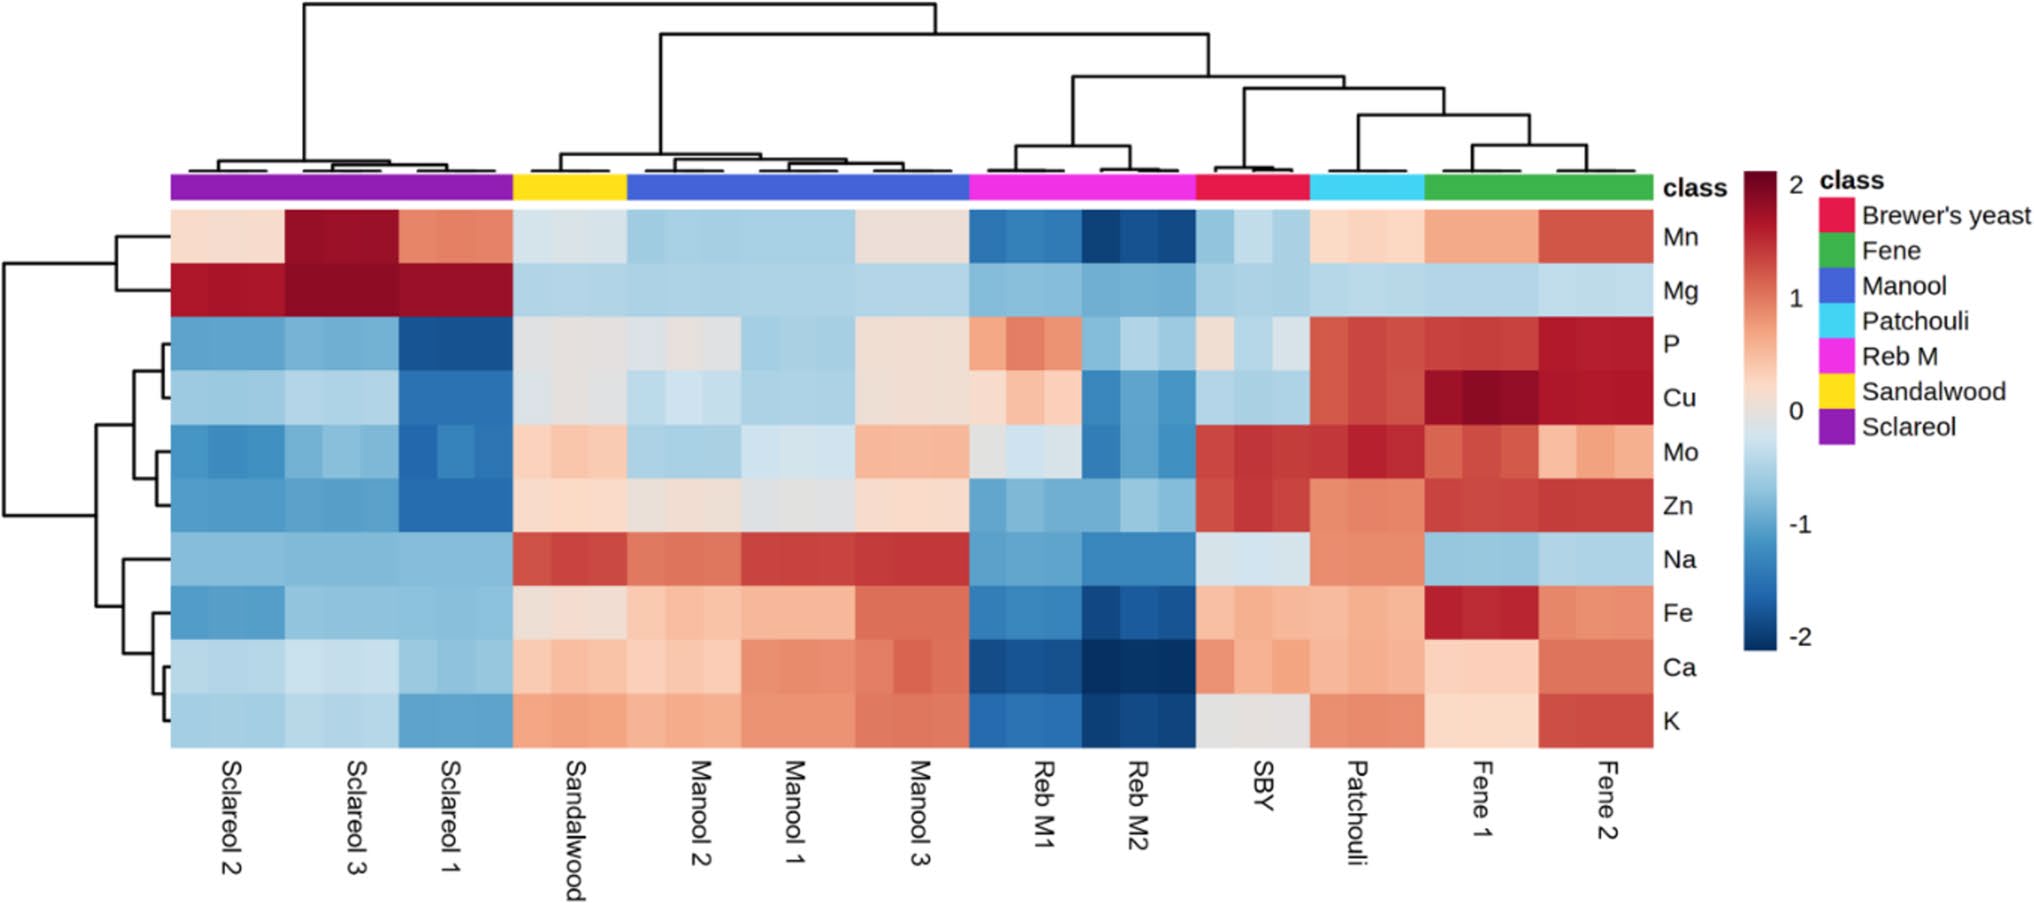 class
Mn
Mg
P
Cu
Mo
Zn
Na
Fe
Ca
K
Sclareol 2
Sclareol 3
Sclareol 1
Sandalwood
Manool 2
Manool 1
Manool 3
Reb M1
Reb M2
SBY
Patchouli
Fene 1
Fene 2
2
1
0
-1
-2
class
Brewer's yeast
Fene
Manool
Patchouli
Reb M
Sandalwood
Sclareol